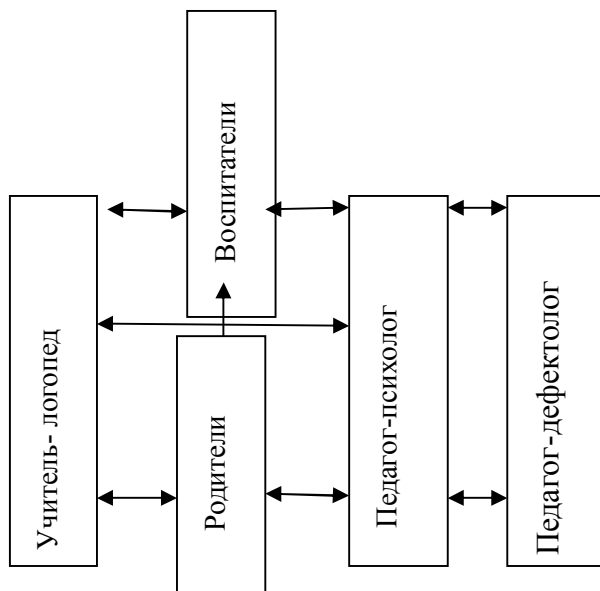 Учитель- логопед
Воспитатели
Родители
Педагог-психолог
Педагог-дефектолог